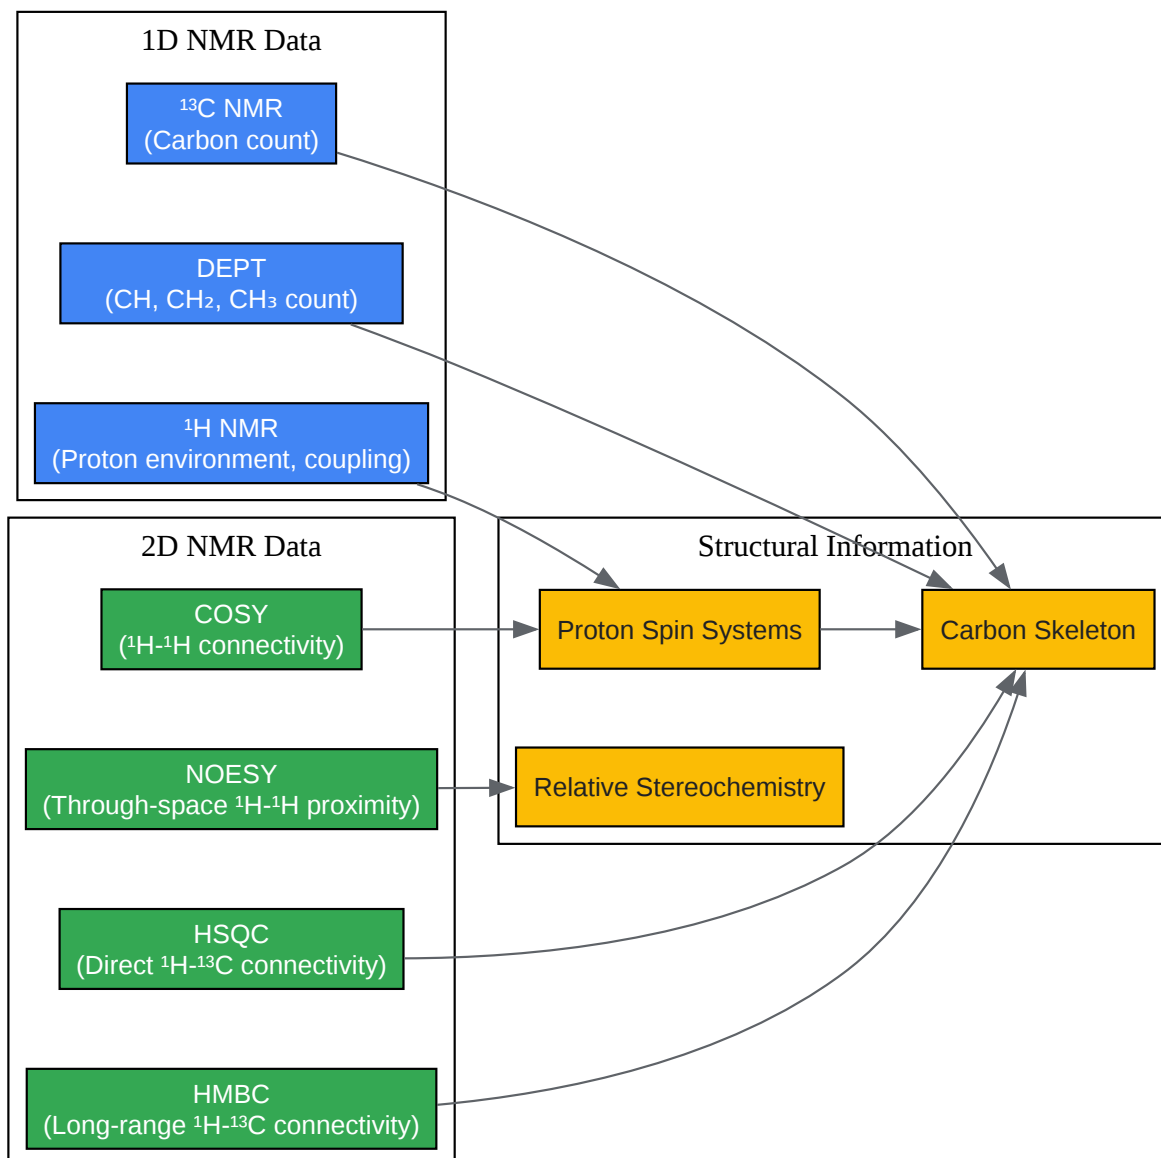 1D NMR Data
¹³C NMR
(Carbon count)
DEPT
(CH, CH₂, CH₃ count)
¹H NMR
(Proton environment, coupling)
2D NMR Data
COSY
(¹H-¹H connectivity)
NOESY
(Through-space ¹H-¹H proximity)
HSQC
(Direct ¹H-¹³C connectivity)
HMBC
(Long-range ¹H-¹³C connectivity)
Structural Information
Proton Spin Systems
Carbon Skeleton
Relative Stereochemistry